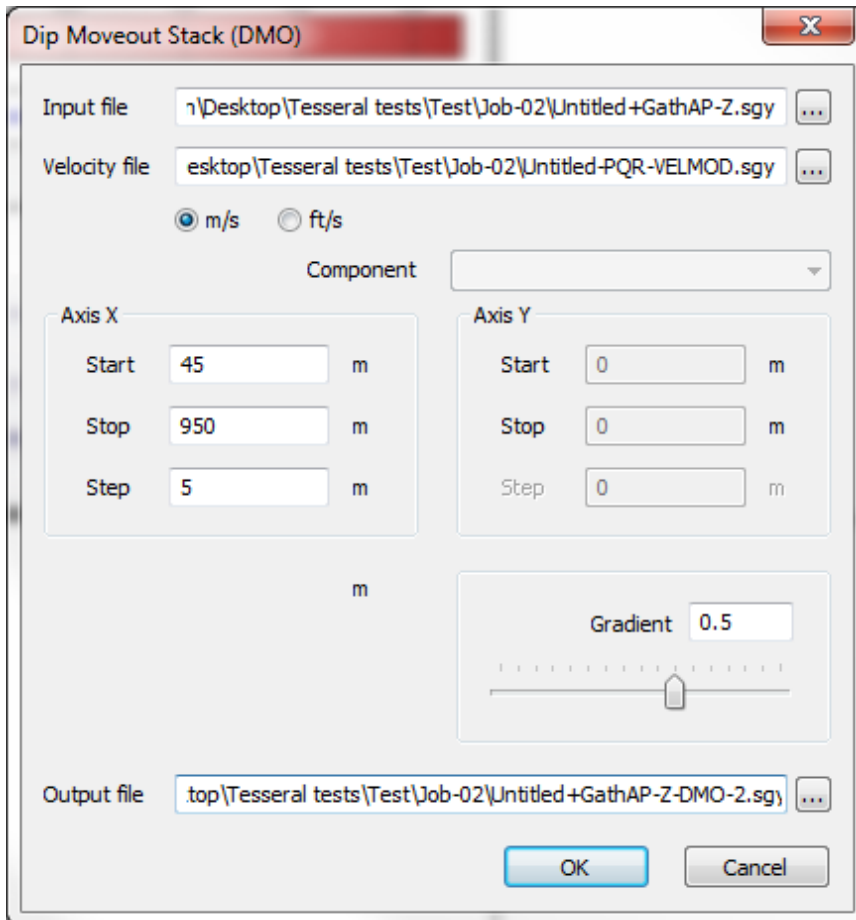 Dip Moveout Stack (DMO)
Input file n\Desktop\Tesseral tests\Test\Job-02\Untitled+GathAP-Z.sgy ...
Velocity file esktop\Tesseral tests\Test\Job-02\Untitled-PQR-VELMOD.sgy ...
m/s ft/s
Component
Axis X Axis Y
Start 45 m Start 0 m
Stop 950 m Stop 0 m
Step 5 m Step 0 m
m
Gradient 0.5
Output file .top\Tesseral tests\Test\Job-02\Untitled+GathAP-Z-DMO-2.sgy ...
OK Cancel